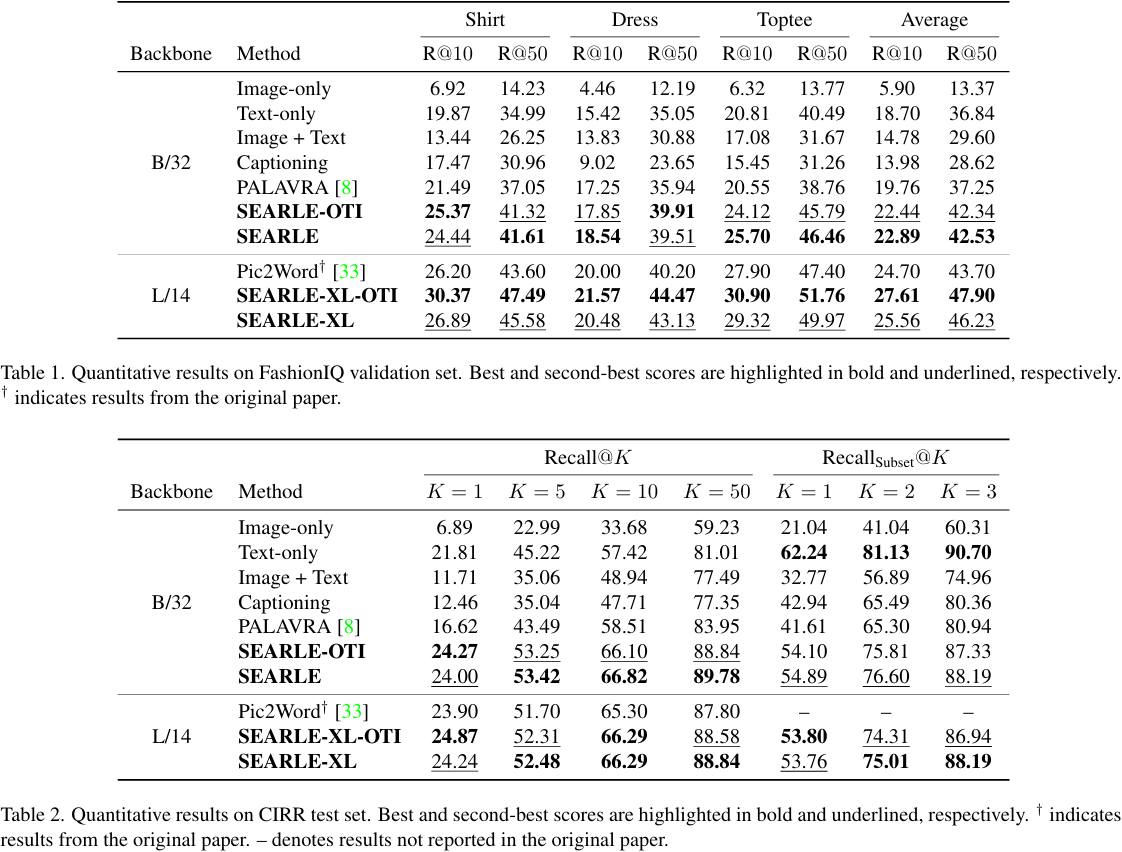 Shirt Dress Toptee Average
Backbone Method R@10 R@50 R@10 R@50 R@10 R@50 R@10 R@50
Image-only 6.92 14.23 4.46 12.19 6.32 13.77 5.90 13.37
Text-only 19.87 34.99 15.42 35.05 20.81 40.49 18.70 36.84
Image + Text 13.44 26.25 13.83 30.88 17.08 31.67 14.78 29.60
B/32 Captioning 17.47 30.96 9.02 23.65 15.45 31.26 13.98 28.62
PALAVRA [8] 21.49 37.05 17.25 35.94 20.55 38.76 19.76 37.25
SEARLE-OTI 25.37 41.32 17.85 39.91 24.12 45.79 22.44 42.34
SEARLE 24.44 41.61 18.54 39.51 25.70 46.46 22.89 42.53
Pic2Word† [33] 26.20 43.60 20.00 40.20 27.90 47.40 24.70 43.70
L/14 SEARLE-XL-OTI 30.37 47.49 21.57 44.47 30.90 51.76 27.61 47.90
SEARLE-XL 26.89 45.58 20.48 43.13 29.32 49.97 25.56 46.23
Table 1. Quantitative results on FashionIQ validation set. Best and second-best scores are highlighted in bold and underlined, respectively.
† indicates results from the original paper.
Recall@K RecallSubset@K
Backbone Method K = 1 K = 5 K = 10 K = 50 K = 1 K = 2 K = 3
Image-only 6.89 22.99 33.68 59.23 21.04 41.04 60.31
Text-only 21.81 45.22 57.42 81.01 62.24 81.13 90.70
Image + Text 11.71 35.06 48.94 77.49 32.77 56.89 74.96
B/32 Captioning 12.46 35.04 47.71 77.35 42.94 65.49 80.36
PALAVRA [8] 16.62 43.49 58.51 83.95 41.61 65.30 80.94
SEARLE-OTI 24.27 53.25 66.10 88.84 54.10 75.81 87.33
SEARLE 24.00 53.42 66.82 89.78 54.89 76.60 88.19
Pic2Word† [33] 23.90 51.70 65.30 87.80 – – –
L/14 SEARLE-XL-OTI 24.87 52.31 66.29 88.58 53.80 74.31 86.94
SEARLE-XL 24.24 52.48 66.29 88.84 53.76 75.01 88.19
Table 2. Quantitative results on CIRR test set. Best and second-best scores are highlighted in bold and underlined, respectively. † indicates
results from the original paper. – denotes results not reported in the original paper.